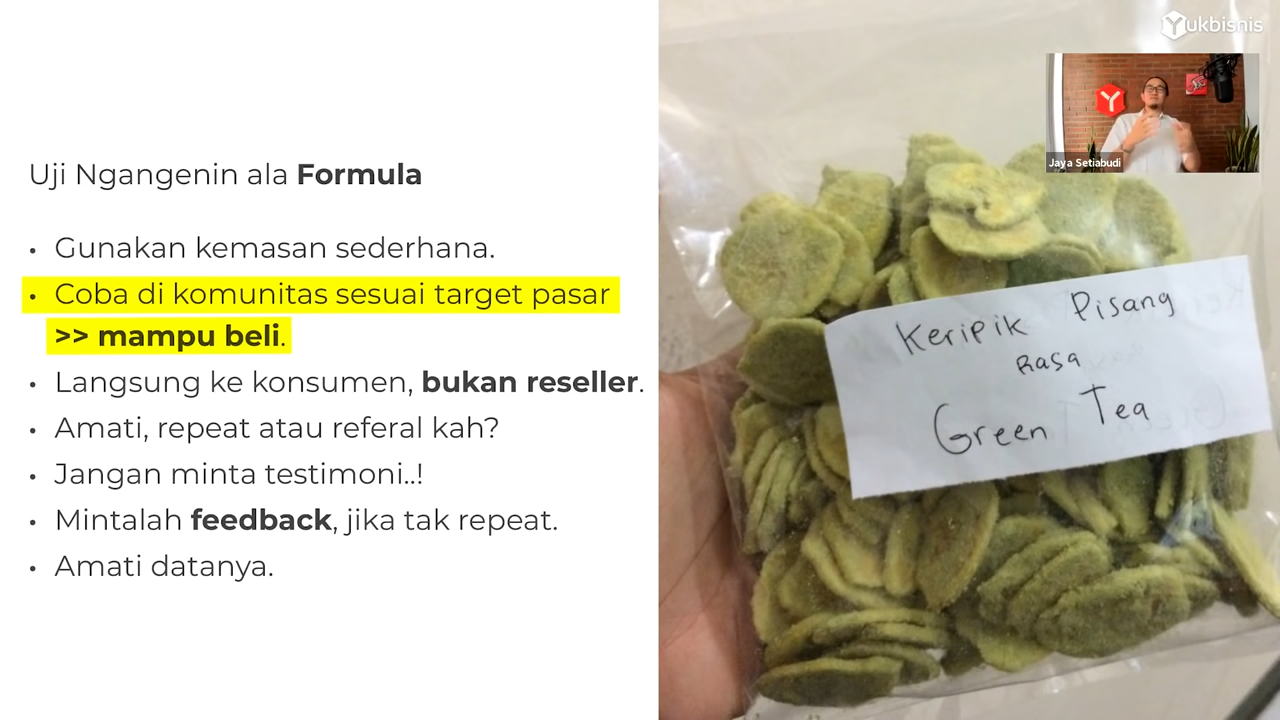 Uji Ngangenin ala Formula
• Gunakan kemasan sederhana.
• Coba di komunitas sesuai target pasar
>> mampu beli.
• Langsung ke konsumen, bukan reseller.
• Amati, repeat atau referal kah?
• Jangan minta testimoni..!
• Mintalah feedback, jika tak repeat.
• Amati datanya.
Yukbisnis
Y
Jaya Setiabudi
Keripik Pisang
Rasa
Green Tea